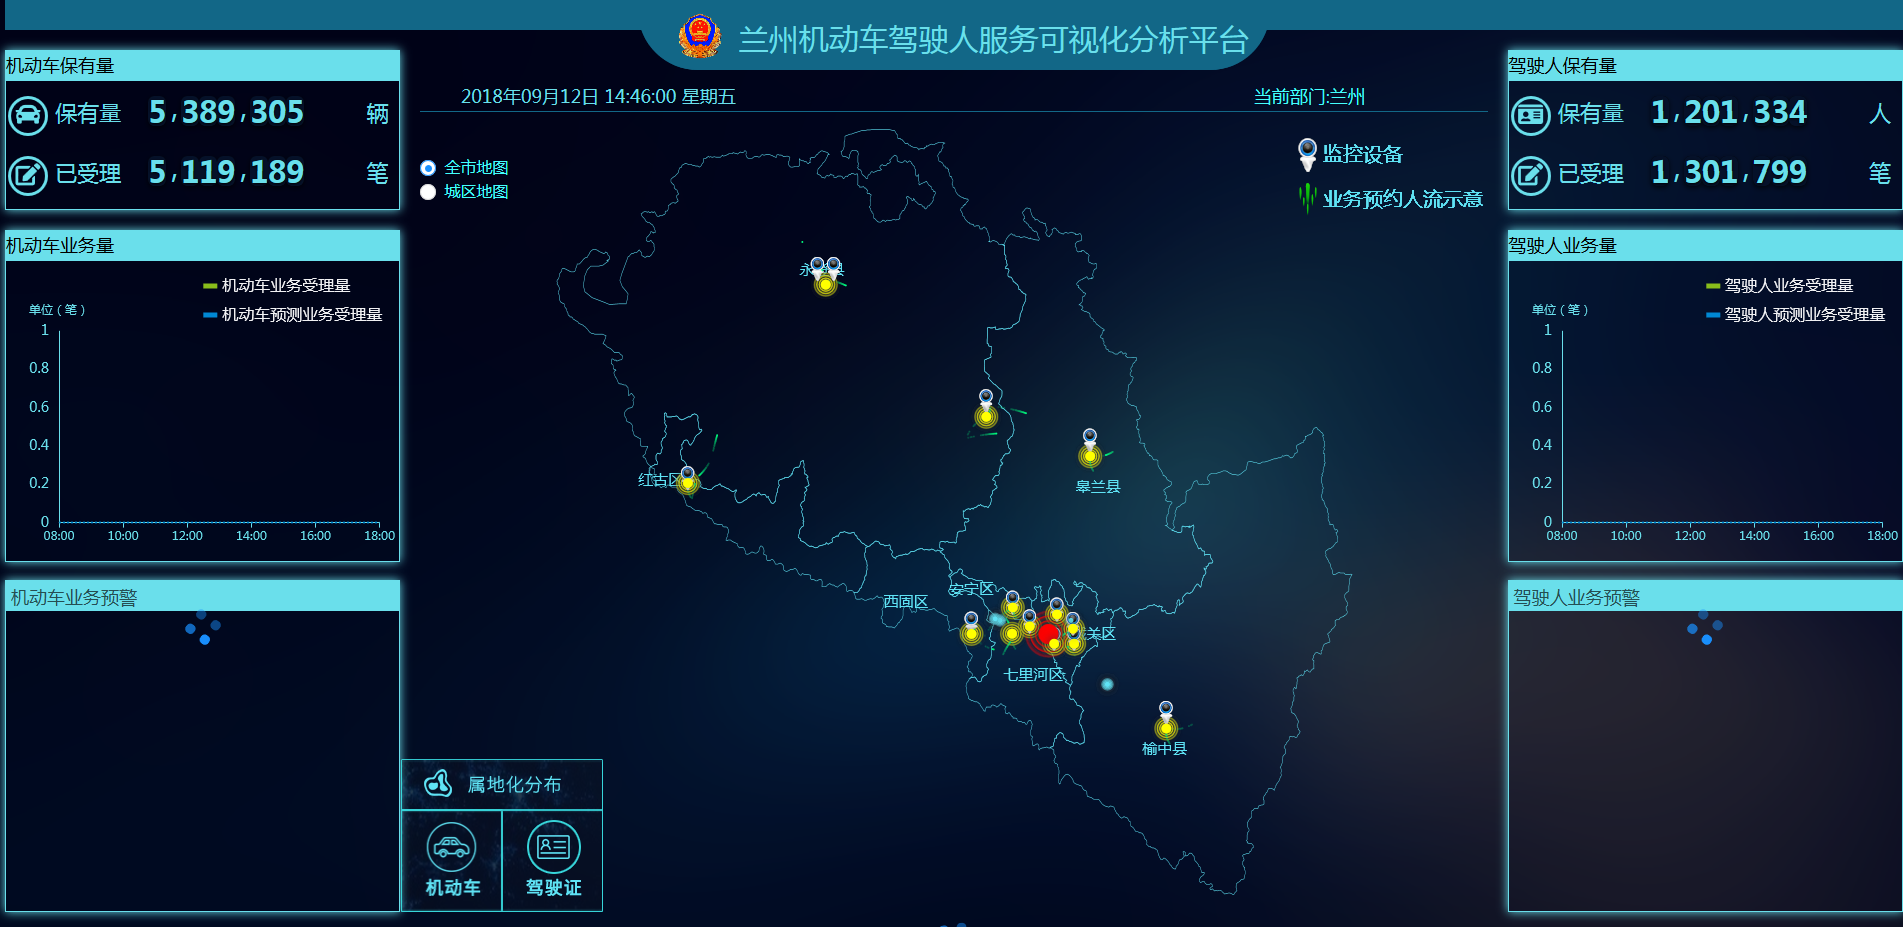 兰州机动车驾驶人服务可视化分析平台
机动车保有量
保有量 5,389,305 辆
已受理 5,119,189 笔
机动车业务量
机动车业务受理量
机动车预测业务受理量
单位（笔）
1
0.8
0.6
0.4
0.2
0
08:00 10:00 12:00 14:00 16:00 18:00
机动车业务预警
2018年09月12日 14:46:00 星期五
当前部门:兰州
全市地图
城区地图
监控设备
业务预约人流示意
红古区
皋兰县
安宁区
西固区
关区
七里河区
榆中县
属地化分布
机动车
驾驶证
驾驶人保有量
保有量 1,201,334 人
已受理 1,301,799 笔
驾驶人业务量
驾驶人业务受理量
驾驶人预测业务受理量
单位（笔）
1
0.8
0.6
0.4
0.2
0
08:00 10:00 12:00 14:00 16:00 18:00
驾驶人业务预警